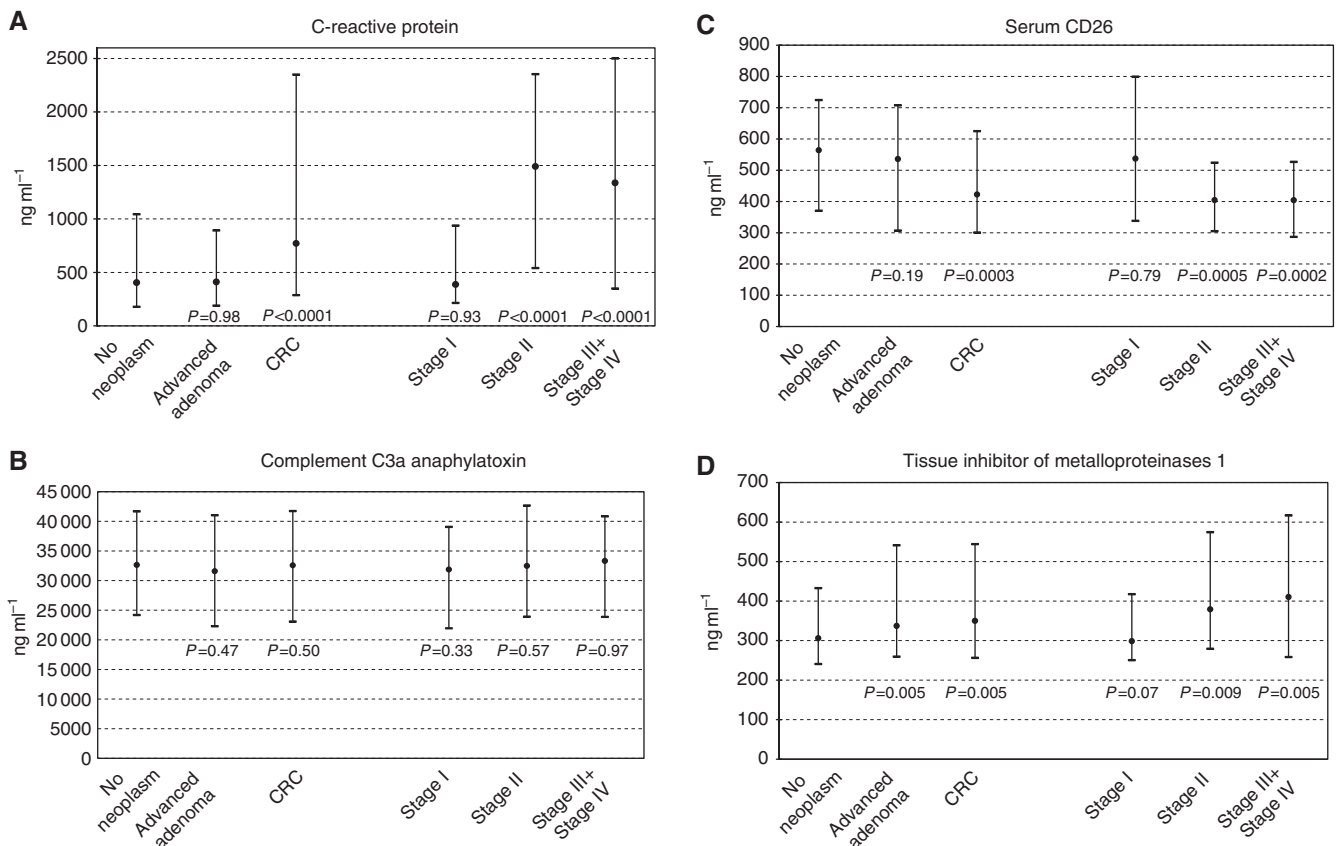 A
C-reactive protein
2500
2000
1500
1000
500
0
ng ml−1
P=0.98
P<0.0001
P=0.93
P<0.0001
P<0.0001
No
neoplasm
Advanced
adenoma
CRC
Stage I
Stage II
Stage III+
Stage IV
B
Complement C3a anaphylatoxin
45 000
40 000
35 000
30 000
25 000
20 000
15 000
10 000
5000
0
ng ml−1
P=0.47
P=0.50
P=0.33
P=0.57
P=0.97
No
neoplasm
Advanced
adenoma
CRC
Stage I
Stage II
Stage III+
Stage IV
C
Serum CD26
900
800
700
600
500
400
300
200
100
0
ng ml−1
P=0.19
P=0.0003
P=0.79
P=0.0005
P=0.0002
No
neoplasm
Advanced
adenoma
CRC
Stage I
Stage II
Stage III+
Stage IV
D
Tissue inhibitor of metalloproteinases 1
700
600
500
400
300
200
100
0
ng ml−1
P=0.005
P=0.005
P=0.07
P=0.009
P=0.005
No
neoplasm
Advanced
adenoma
CRC
Stage I
Stage II
Stage III+
Stage IV